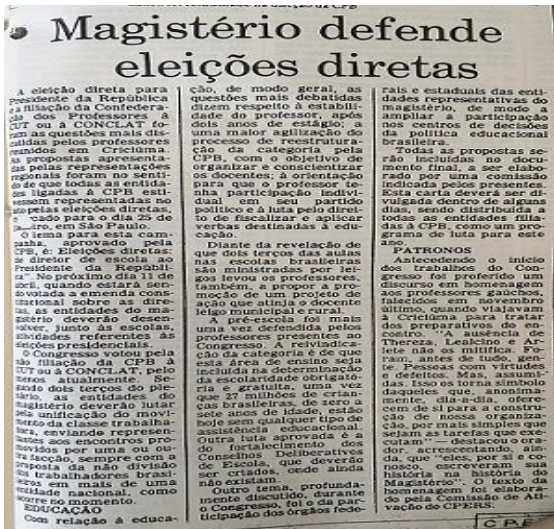 Magistério defende
eleições diretas
A eleição direta para
Presidente da República
e a filiação da Confedera-
ção dos Professores à
CUT ou à CONCLAT fo-
ram as questões mais dis-
cutidas pelos professores
reunidos em Criciúma.
As propostas apresenta-
das pelas representações
regionais foram no senti-
do de que todas as entida-
des ligadas à CPB esti-
vessem representadas no
ato pelas eleições diretas,
cado para o dia 25 de
janeiro, em São Paulo.
O lema para esta cam-
panha, aprovado pela
CPB, é: Eleições diretas:
de diretor de escola ao
Presidente da Repúbli-
ca". No próximo dia 11 de
abril, quando estará sen-
do votada a emenda cons-
titucional sobre as dire-
tas, as entidades do ma-
gistério deverão desen-
volver, junto às escolas,
atividades referentes às
eleições presidenciais.
O Congresso votou pela
não filiação da CPB à
CUT ou à CONCLAT, pelo
menos atualmente. Se-
gundo dois terços do ple-
nário, as entidades do
magistério deverão lutar
pela unificação do movi-
mento da classe trabalha-
dora, enviando represen-
tantes aos encontros pro-
movidos por uma ou ou-
tra facção, sempre com a
proposta da não divisão
dos trabalhadores brasi-
leiros em mais de uma
entidade nacional, como
ocorre no momento.
EDUCAÇÃO
Com relação à educa-
ção, de modo geral, as
questões mais debatidas
dizem respeito à estabili-
dade do professor, após
dois anos de estágio; a
uma maior agilização do
processo de reestrutura-
ção da categoria pela
CPB, com o objetivo de
organizar e conscientizar
os docentes; à orientação
para que o professor te-
nha participação indivi-
dual em seu partido
político e à luta pelo direi-
to de fiscalizar e aplicar
verbas destinadas à edu-
cação.
Diante da revelação de
que dois terços das aulas
nas escolas brasileiras
são ministradas por lei-
gos levou os professores,
também, a propor a pro-
moção de um projeto de
ação que atinja o docente
leigo municipal e rural.
A pré-escola foi mais
uma vez defendida pelos
professores presentes ao
Congresso. A reivindica-
ção da categoria é de que
esta área de ensino seja
incluída na determinação
da escolaridade obrigató-
ria e gratuita, uma vez
que 27 milhões de crian-
ças brasileiras, de zero a
sete anos de idade, estão
hoje sem qualquer tipo de
assistência educacional.
Outra luta aprovada é a
do fortalecimento dos
Conselhos Deliberativos
de Escola, que deverão
ser criados, onde ainda
não existam.
Outro tema, profunda-
mente discutido, durante
o Congresso, foi o da par-
ticipação dos órgãos fede-
rais e estaduais das enti-
dades representativas do
magistério, de modo a
ampliar a participação
nos centros de decisões
da política educacional
brasileira.
Todas as propostas se-
rão incluídas no docu-
mento final, a ser elabo-
rado por uma comissão
indicada pelos presentes.
Esta carta deverá ser di-
vulgada dentro de alguns
dias, sendo distribuída a
todas as entidades filia-
das à CPB, como um pro-
grama de luta para este
ano.
PATRONOS
Antecedendo o início
dos trabalhos do Con-
gresso foi proferido um
discurso em homenagem
aos professores gaúchos,
falecidos em novembro
último, quando viajavam
a Criciúma para tratar
dos preparativos do en-
contro. "A ausência de
Thereza, Lealcino e Ar-
lete não os mitifica. Fo-
ram, antes de tudo, gen-
te. Pessoas com virtudes
e defeitos. Mas, assumi-
das. Isso os torna símbolo
daqueles que, anonima-
mente, dia-a-dia, ofere-
cem de si para a constru-
ção de nossa organiza-
ção, por mais simples que
sejam as tarefas que exe-
cutam" — destacou o ora-
dor, acrescentando, ain-
da, que "eles, por si e co-
nosco, escreveram sua
história na história do
Magistério". O texto da
homenagem foi elabora-
do pela Comissão de Ati-
vação do CPERS.